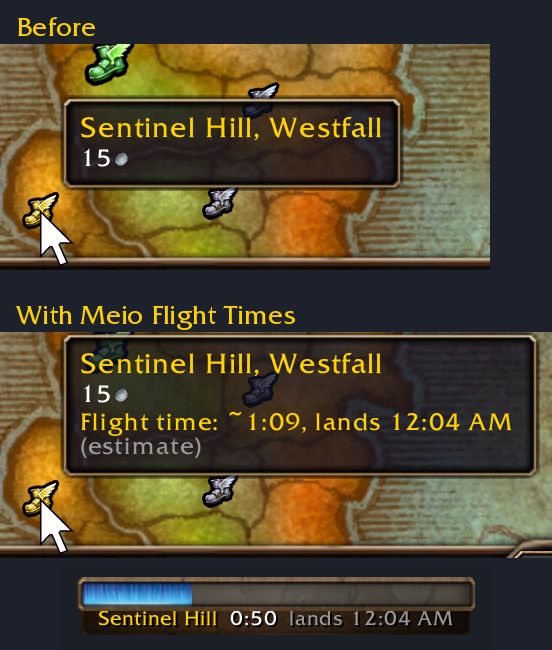 Before
Sentinel Hill, Westfall
15
With Meio Flight Times
Sentinel Hill, Westfall
15
Flight time: ~1:09, lands 12:04 AM
(estimate)
Sentinel Hill 0:50 lands 12:04 AM